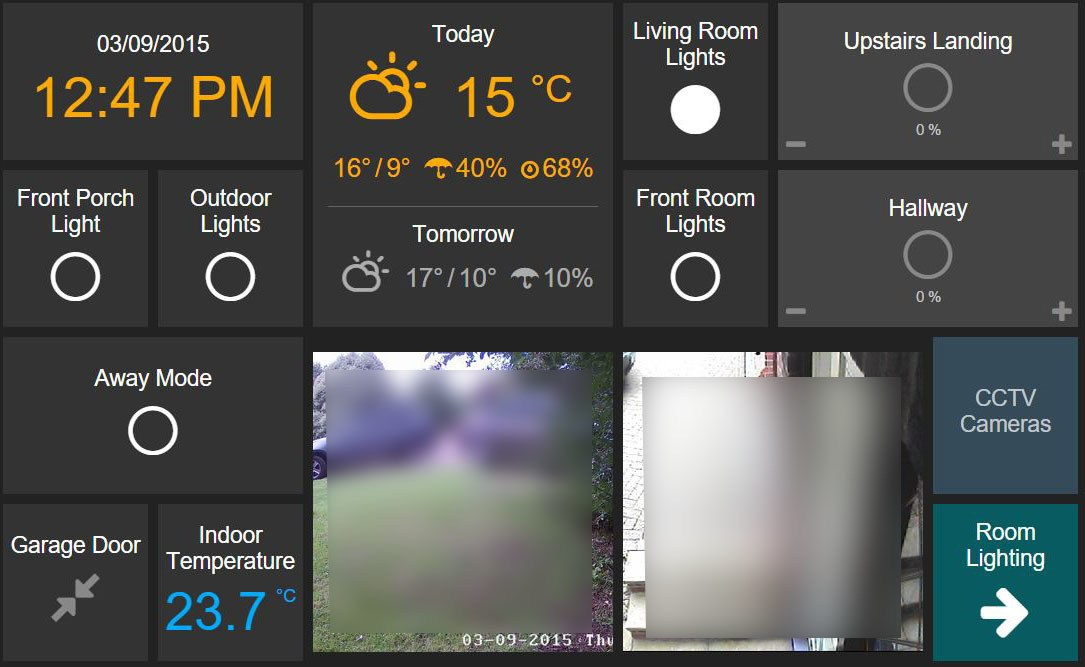 03/09/2015
12:47 PM
Today
15 °C
16°/9° 40% 68%
Tomorrow
17°/10° 10%
Living Room
Lights
Upstairs Landing
0 %
− +
Front Porch
Light
Outdoor
Lights
Front Room
Lights
Hallway
0 %
− +
Away Mode
CCTV
Cameras
Garage Door
Indoor
Temperature
23.7 °C
03-09-2015 Thu
Room
Lighting